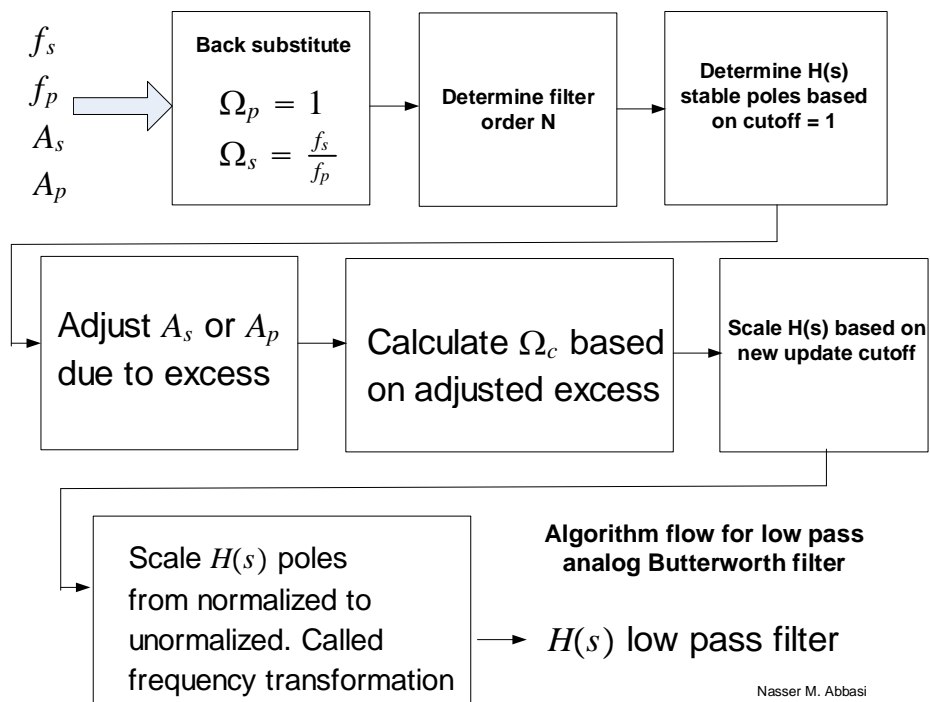 f_s
f_p
A_s
A_p
Back substitute
Ω_p = 1
Ω_s = f_s/f_p
Determine filter
order N
Determine H(s)
stable poles based
on cutoff = 1
Adjust A_s or A_p
due to excess
Calculate Ω_c based
on adjusted excess
Scale H(s) based on
new update cutoff
Scale H(s) poles
from normalized to
unormalized. Called
frequency transformation
Algorithm flow for low pass
analog Butterworth filter
H(s) low pass filter
Nasser M. Abbasi